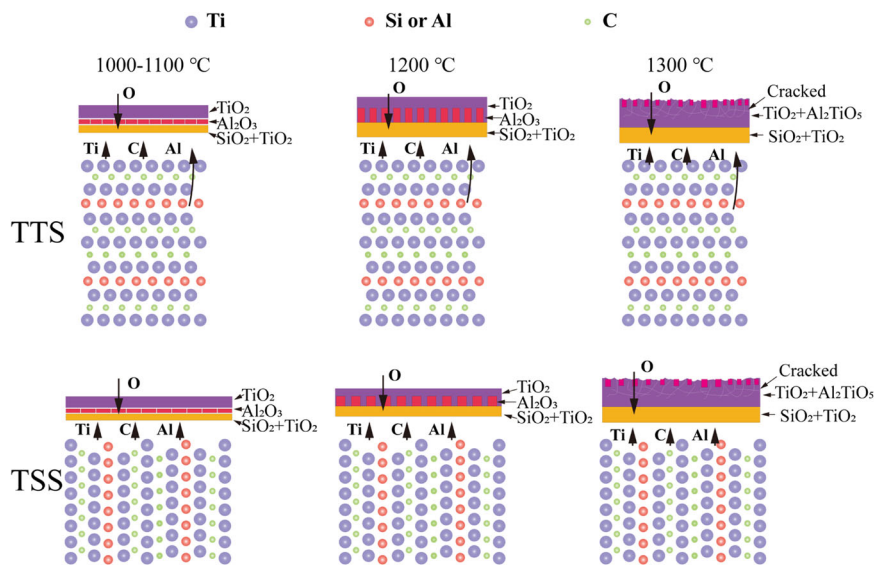 Ti Si or Al C
1000-1100 ℃ 1200 ℃ 1300 ℃
O
TiO₂
Al₂O₃
SiO₂+TiO₂
Ti C Al
O
TiO₂
Al₂O₃
SiO₂+TiO₂
Ti C Al
O
Cracked
TiO₂+Al₂TiO₅
SiO₂+TiO₂
Ti C Al
TTS
O
TiO₂
Al₂O₃
SiO₂+TiO₂
Ti C Al
O
TiO₂
Al₂O₃
SiO₂+TiO₂
Ti C Al
O
Cracked
TiO₂+Al₂TiO₅
SiO₂+TiO₂
Ti C Al
TSS